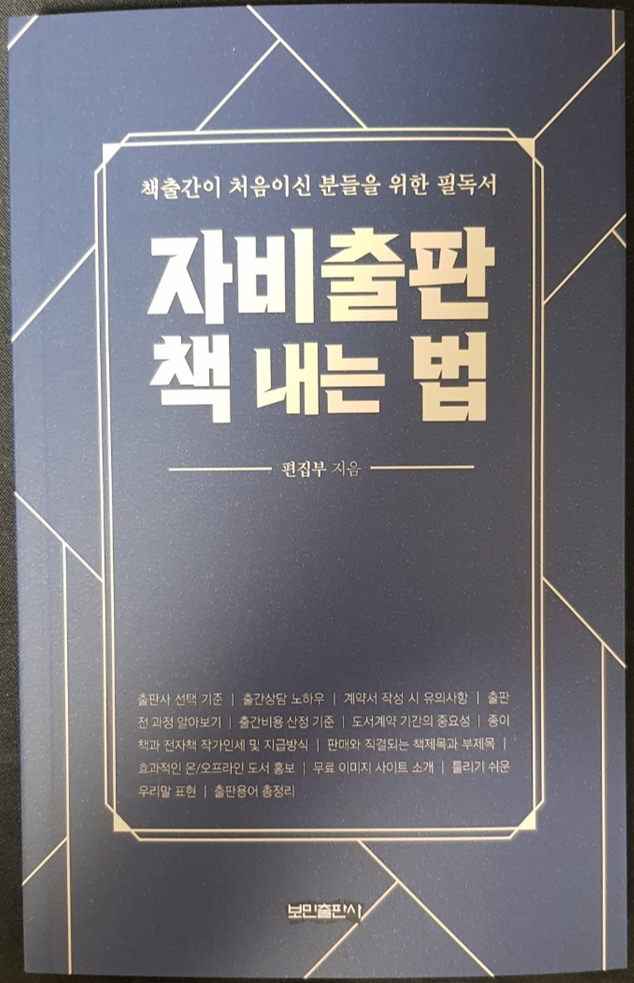 책출간이 처음이신 분들을 위한 필독서
자비출판
책 내는 법
편집부 지음
출판사 선택 기준 | 출간상담 노하우 | 계약서 작성 시 유의사항 | 출판
전 과정 알아보기 | 출간비용 산정 기준 | 도서계약 기간의 중요성 | 종이
책과 전자책 작가인세 및 지급방식 | 판매와 직결되는 책제목과 부제목 |
효과적인 온/오프라인 도서 홍보 | 무료 이미지 사이트 소개 | 틀리기 쉬운
우리말 표현 | 출판용어 총정리
보민출판사